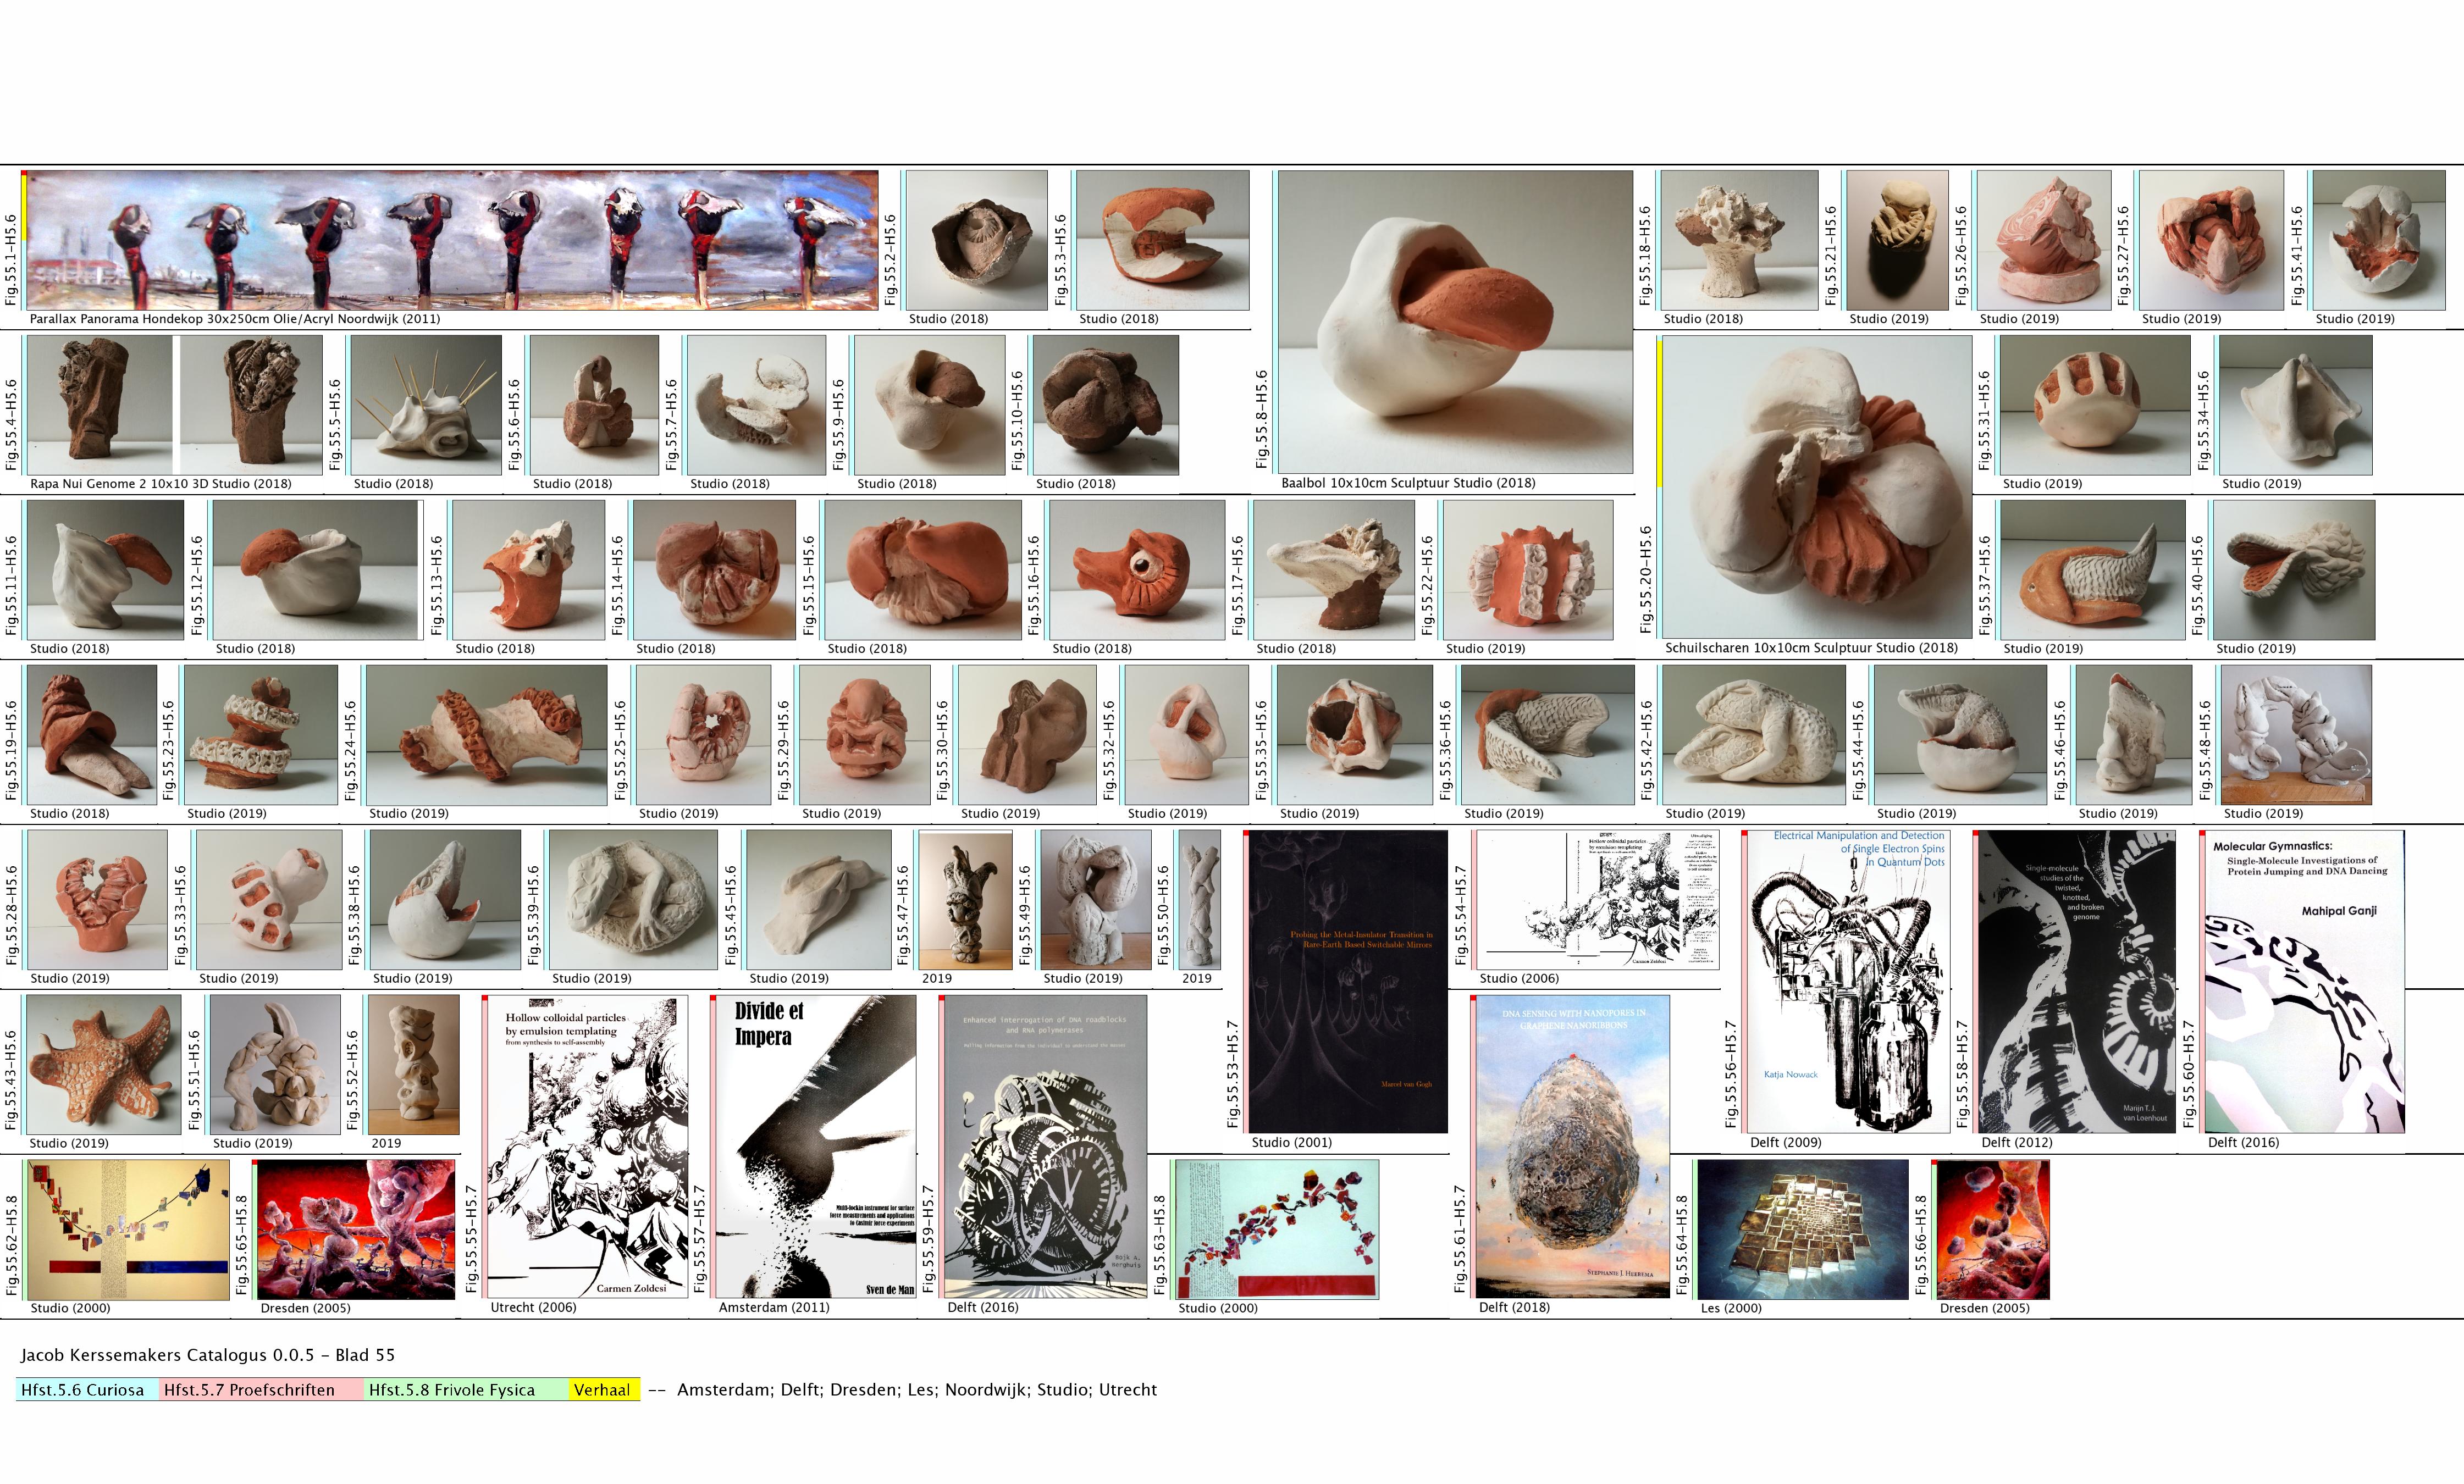 Fig.55.1-H5.6
Parallax Panorama Hondekop 30x250cm Olie/Acryl Noordwijk (2011)
Fig.55.2-H5.6
Studio (2018)
Fig.55.3-H5.6
Studio (2018)
Fig.55.8-H5.6
Baalbol 10x10cm Sculptuur Studio (2018)
Fig.55.18-H5.6
Studio (2018)
Fig.55.21-H5.6
Studio (2019)
Fig.55.26-H5.6
Studio (2019)
Fig.55.27-H5.6
Studio (2019)
Fig.55.41-H5.6
Studio (2019)
Fig.55.4-H5.6
Rapa Nui Genome 2 10x10 3D Studio (2018)
Fig.55.5-H5.6
Studio (2018)
Fig.55.6-H5.6
Studio (2018)
Fig.55.7-H5.6
Studio (2018)
Fig.55.9-H5.6
Studio (2018)
Fig.55.10-H5.6
Studio (2018)
Fig.55.20-H5.6
Schuilscharen 10x10cm Sculptuur Studio (2018)
Fig.55.31-H5.6
Studio (2019)
Fig.55.34-H5.6
Studio (2019)
Fig.55.11-H5.6
Studio (2018)
Fig.55.12-H5.6
Studio (2018)
Fig.55.13-H5.6
Studio (2018)
Fig.55.14-H5.6
Studio (2018)
Fig.55.15-H5.6
Studio (2018)
Fig.55.16-H5.6
Studio (2018)
Fig.55.17-H5.6
Studio (2018)
Fig.55.22-H5.6
Studio (2019)
Fig.55.37-H5.6
Studio (2019)
Fig.55.40-H5.6
Studio (2019)
Fig.55.19-H5.6
Studio (2018)
Fig.55.23-H5.6
Studio (2019)
Fig.55.24-H5.6
Studio (2019)
Fig.55.25-H5.6
Studio (2019)
Fig.55.29-H5.6
Studio (2019)
Fig.55.30-H5.6
Studio (2019)
Fig.55.32-H5.6
Studio (2019)
Fig.55.35-H5.6
Studio (2019)
Fig.55.36-H5.6
Studio (2019)
Fig.55.42-H5.6
Studio (2019)
Fig.55.44-H5.6
Studio (2019)
Fig.55.46-H5.6
Studio (2019)
Fig.55.48-H5.6
Studio (2019)
Fig.55.28-H5.6
Studio (2019)
Fig.55.33-H5.6
Studio (2019)
Fig.55.38-H5.6
Studio (2019)
Fig.55.39-H5.6
Studio (2019)
Fig.55.45-H5.6
Studio (2019)
Fig.55.47-H5.6
2019
Fig.55.49-H5.6
Studio (2019)
Fig.55.50-H5.6
2019
Fig.55.53-H5.7
Probing the Metal-Insulator Transition in
Rare-Earth Based Switchable Mirrors
Marcel van Gogh
Studio (2001)
Fig.55.54-H5.7
Hollow colloidal particles
by emulsion templating
Carmen Zoldesi
Studio (2006)
Fig.55.56-H5.7
Electrical Manipulation and Detection
of Single Electron Spins
in Quantum Dots
Katja Nowack
Delft (2009)
Fig.55.58-H5.7
Single-molecule
studies of the
twisted,
knotted,
and broken
genome
Marijn T. J.
van Loenhout
Delft (2012)
Fig.55.60-H5.7
Molecular Gymnastics:
Single-Molecule Investigations of
Protein Jumping and DNA Dancing
Mahipal Ganji
Delft (2016)
Fig.55.43-H5.6
Studio (2019)
Fig.55.51-H5.6
Studio (2019)
Fig.55.52-H5.6
2019
Fig.55.55-H5.7
Hollow colloidal particles
by emulsion templating
from synthesis to self-assembly
Carmen Zoldesi
Utrecht (2006)
Fig.55.57-H5.7
Divide et
Impera
Multi-lockin instrument for surface
force measurements and applications
to Casimir force experiments
Sven de Man
Amsterdam (2011)
Fig.55.59-H5.7
Enhanced interrogation of DNA roadblocks
and RNA polymerases
Pulling information from the individual to understand the masses
Bojk A.
Berghuis
Delft (2016)
Fig.55.61-H5.7
DNA SENSING WITH NANOPORES IN
GRAPHENE NANORIBBONS
STEPHANIE J. HEEREMA
Delft (2018)
Fig.55.62-H5.8
Studio (2000)
Fig.55.65-H5.8
Dresden (2005)
Fig.55.63-H5.8
Studio (2000)
Fig.55.64-H5.8
Les (2000)
Fig.55.66-H5.8
Dresden (2005)
Jacob Kerssemakers Catalogus 0.0.5 - Blad 55
Hfst.5.6 Curiosa Hfst.5.7 Proefschriften Hfst.5.8 Frivole Fysica Verhaal -- Amsterdam; Delft; Dresden; Les; Noordwijk; Studio; Utrecht